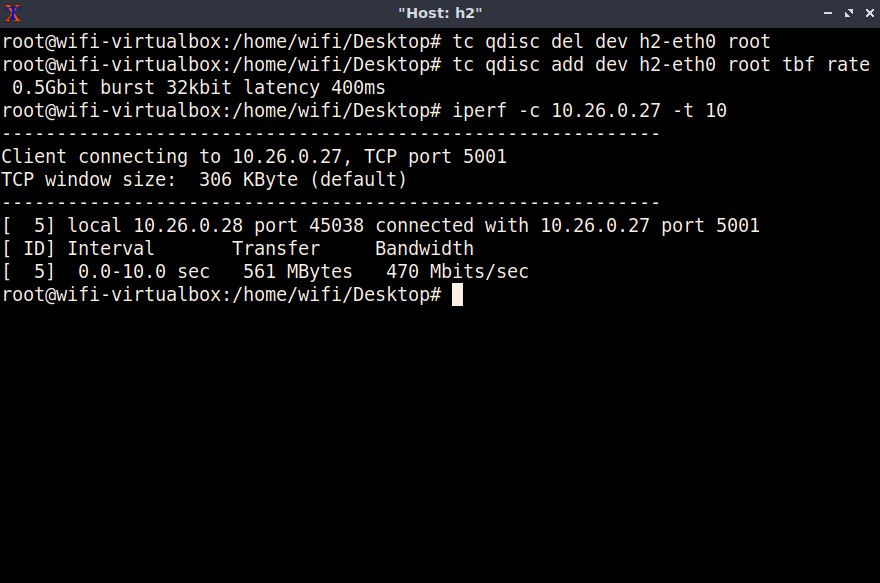 "Host: h2"
root@wifi-virtualbox:/home/wifi/Desktop# tc qdisc del dev h2-eth0 root
root@wifi-virtualbox:/home/wifi/Desktop# tc qdisc add dev h2-eth0 root tbf rate
 0.5Gbit burst 32kbit latency 400ms
root@wifi-virtualbox:/home/wifi/Desktop# iperf -c 10.26.0.27 -t 10
------------------------------------------------------------
Client connecting to 10.26.0.27, TCP port 5001
TCP window size:  306 KByte (default)
------------------------------------------------------------
[  5] local 10.26.0.28 port 45038 connected with 10.26.0.27 port 5001
[ ID] Interval       Transfer     Bandwidth
[  5]  0.0-10.0 sec   561 MBytes   470 Mbits/sec
root@wifi-virtualbox:/home/wifi/Desktop#